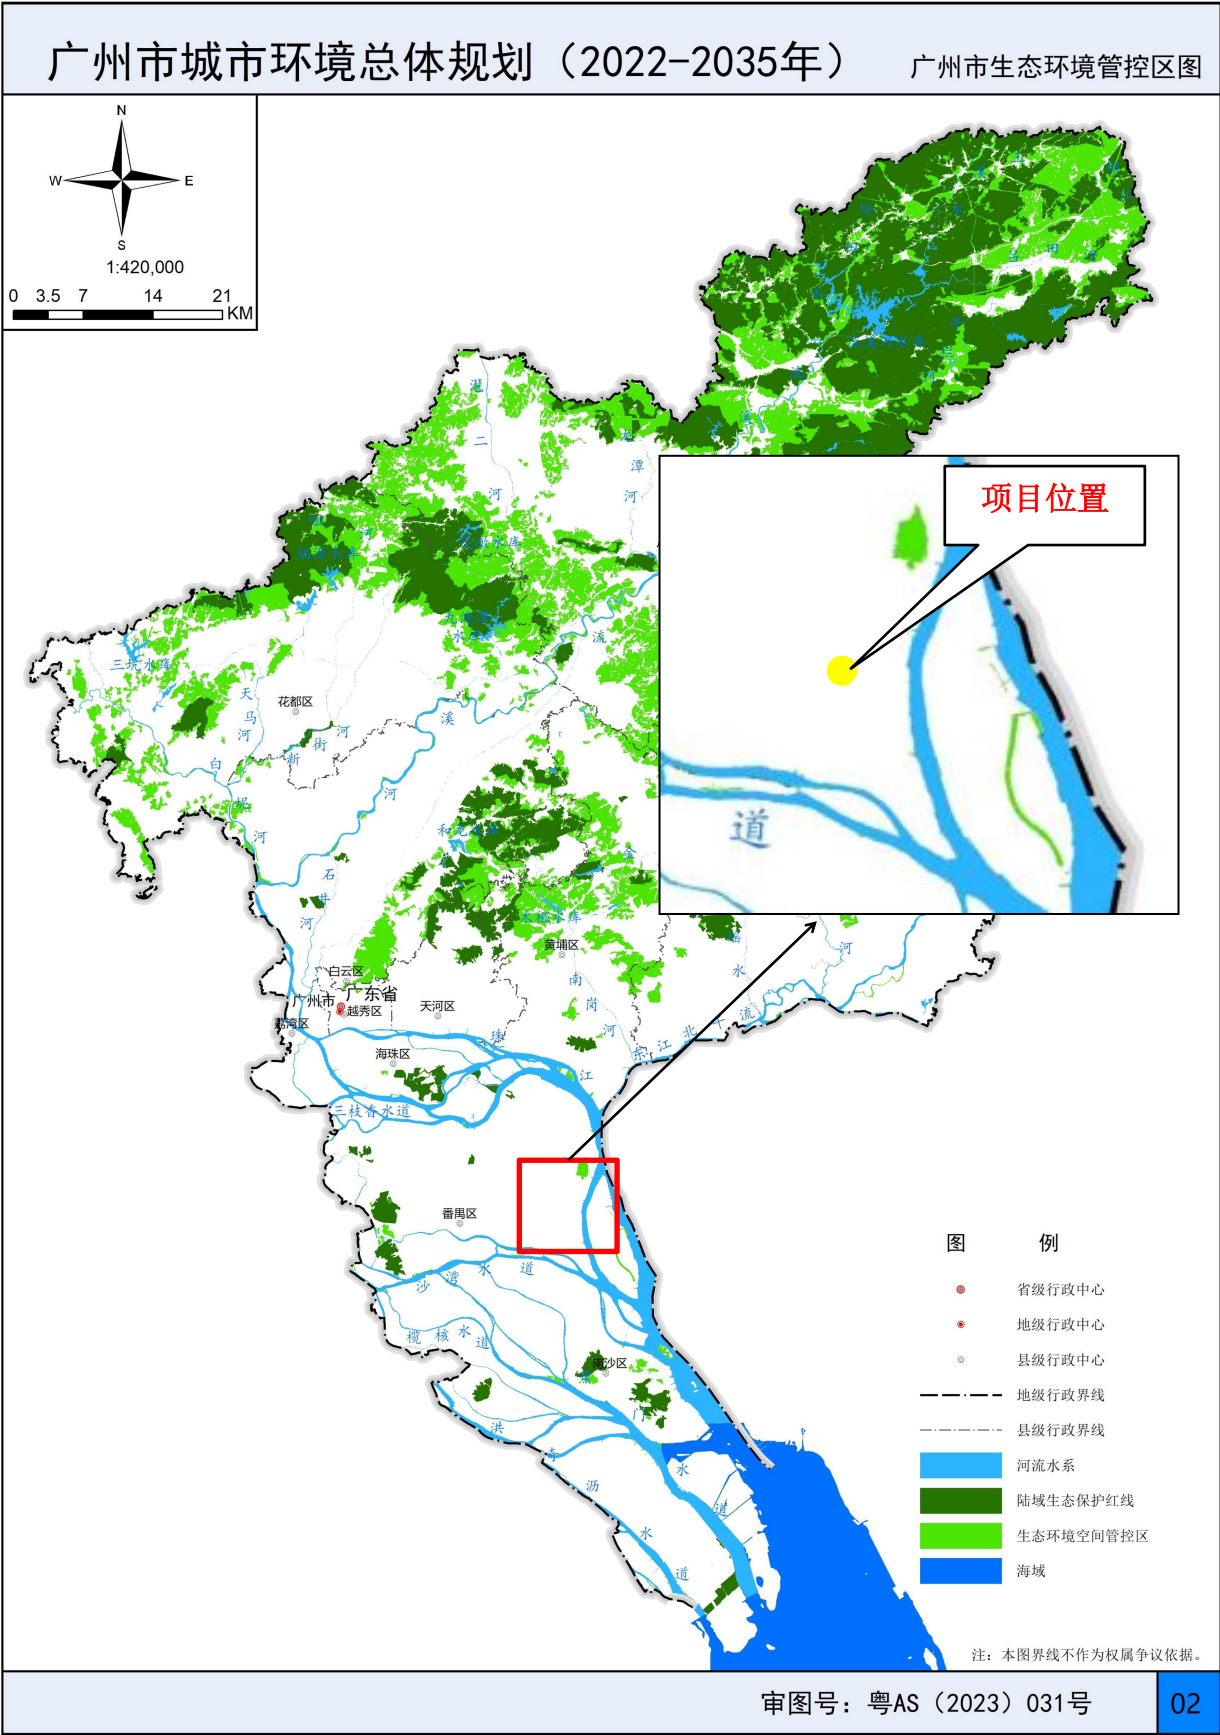 广州市城市环境总体规划（2022-2035年）
广州市生态环境管控区图
N
W
E
S
1:420,000
0 3.5 7 14 21
KM
项目位置
道
潖
二
河
潭
河
三坑水库
天
马
河
花都区
新
街
河
白
坭
河
流
溪
河
石
井
河
和龙水库
金
木强水库
黄埔区
南
岗
河
白云区
广州市
广东省
越秀区
天河区
荔湾区
海珠区
珠
江
三枝香水道
水
河
东
江
北
干
流
番禺区
沙
湾
水
道
榄
核
水
道
南沙区
蕉
门
水
道
洪
奇
沥
水
道
图 例
省级行政中心
地级行政中心
县级行政中心
地级行政界线
县级行政界线
河流水系
陆域生态保护红线
生态环境空间管控区
海域
注：本图界线不作为权属争议依据。
审图号：粤AS（2023）031号
02